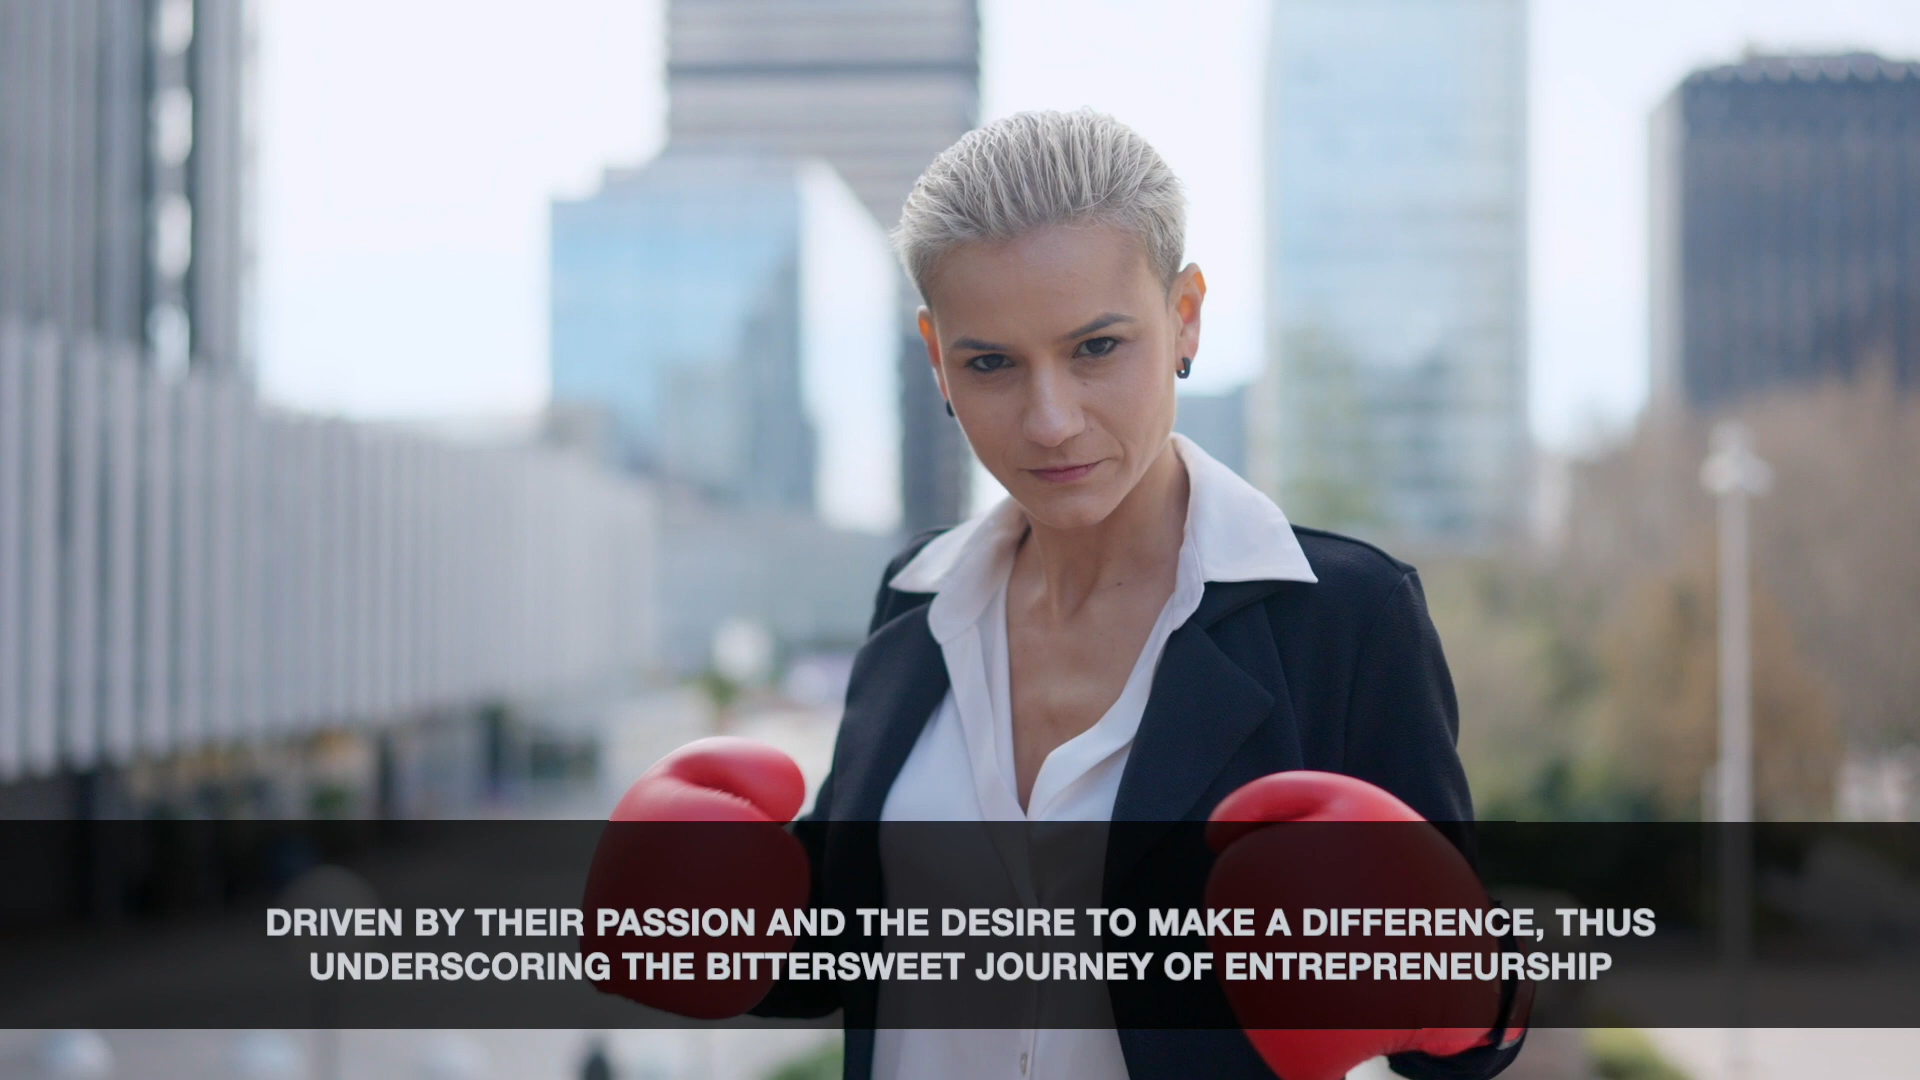 DRIVEN BY THEIR PASSION AND THE DESIRE TO MAKE A DIFFERENCE, THUS
UNDERSCORING THE BITTERSWEET JOURNEY OF ENTREPRENEURSHIP